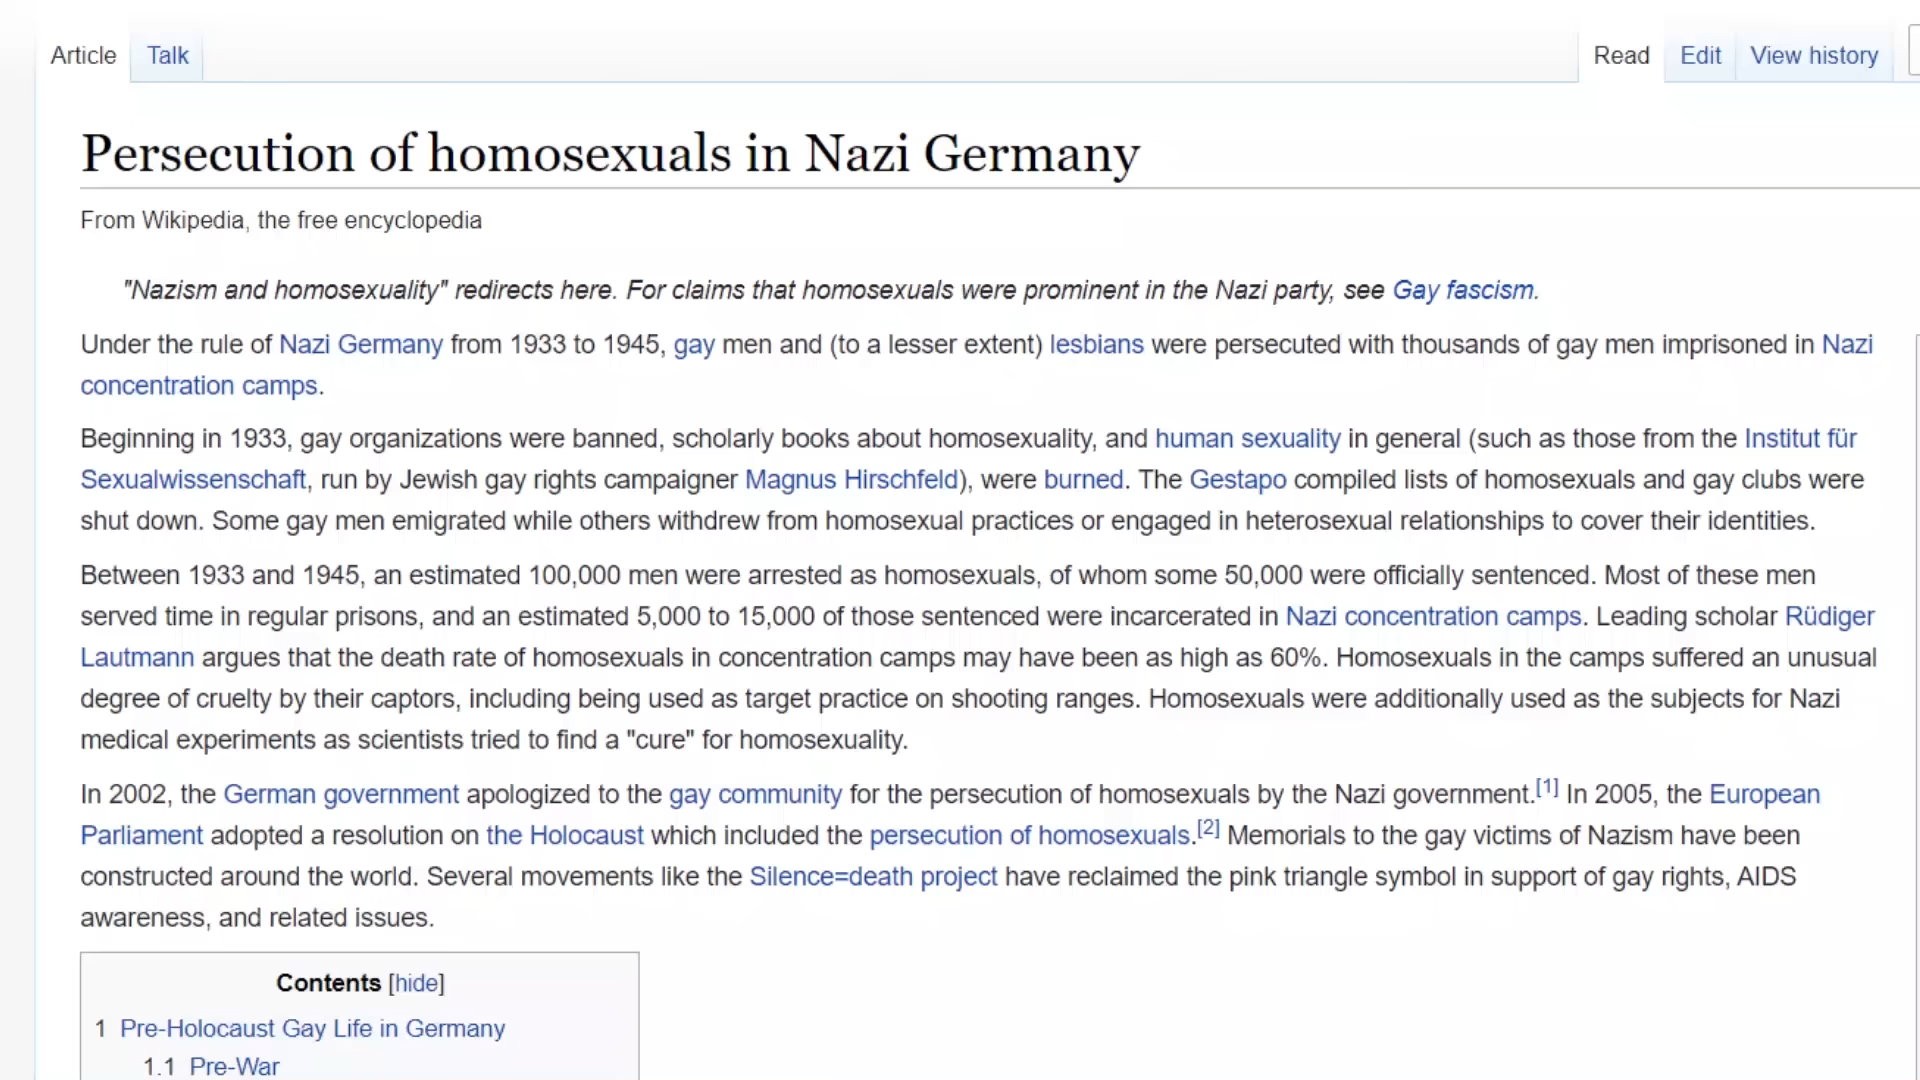 Article Talk Read Edit View history
Persecution of homosexuals in Nazi Germany
From Wikipedia, the free encyclopedia
"Nazism and homosexuality" redirects here. For claims that homosexuals were prominent in the Nazi party, see Gay fascism.
Under the rule of Nazi Germany from 1933 to 1945, gay men and (to a lesser extent) lesbians were persecuted with thousands of gay men imprisoned in Nazi
concentration camps.
Beginning in 1933, gay organizations were banned, scholarly books about homosexuality, and human sexuality in general (such as those from the Institut für
Sexualwissenschaft, run by Jewish gay rights campaigner Magnus Hirschfeld), were burned. The Gestapo compiled lists of homosexuals and gay clubs were
shut down. Some gay men emigrated while others withdrew from homosexual practices or engaged in heterosexual relationships to cover their identities.
Between 1933 and 1945, an estimated 100,000 men were arrested as homosexuals, of whom some 50,000 were officially sentenced. Most of these men
served time in regular prisons, and an estimated 5,000 to 15,000 of those sentenced were incarcerated in Nazi concentration camps. Leading scholar Rüdiger
Lautmann argues that the death rate of homosexuals in concentration camps may have been as high as 60%. Homosexuals in the camps suffered an unusual
degree of cruelty by their captors, including being used as target practice on shooting ranges. Homosexuals were additionally used as the subjects for Nazi
medical experiments as scientists tried to find a "cure" for homosexuality.
In 2002, the German government apologized to the gay community for the persecution of homosexuals by the Nazi government.[1] In 2005, the European
Parliament adopted a resolution on the Holocaust which included the persecution of homosexuals.[2] Memorials to the gay victims of Nazism have been
constructed around the world. Several movements like the Silence=death project have reclaimed the pink triangle symbol in support of gay rights, AIDS
awareness, and related issues.
Contents [hide]
1 Pre-Holocaust Gay Life in Germany
1.1 Pre-War